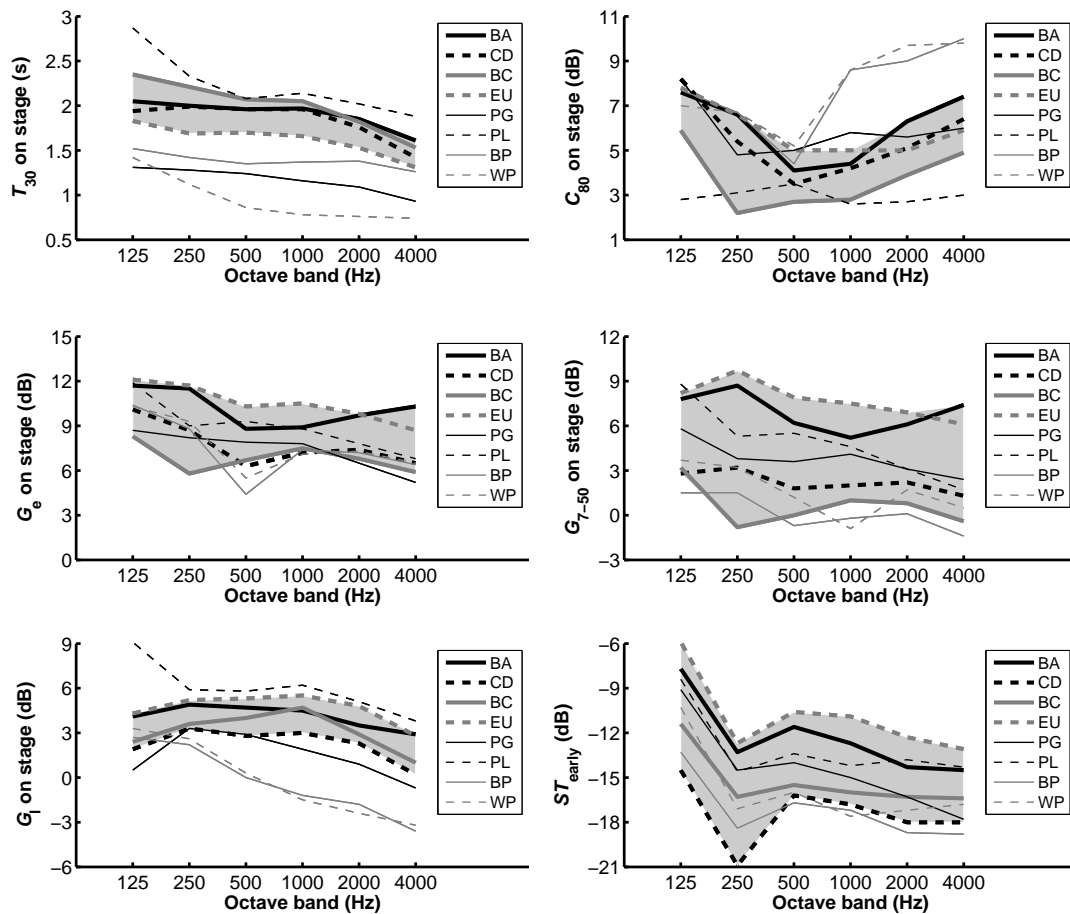 3
2.5
2
1.5
1
0.5
T30 on stage (s)
125 250 500 1000 2000 4000
Octave band (Hz)
BA
CD
BC
EU
PG
PL
BP
WP
11
9
7
5
3
1
C80 on stage (dB)
125 250 500 1000 2000 4000
Octave band (Hz)
BA
CD
BC
EU
PG
PL
BP
WP
15
12
9
6
3
0
Ge on stage (dB)
125 250 500 1000 2000 4000
Octave band (Hz)
BA
CD
BC
EU
PG
PL
BP
WP
15
12
9
6
3
0
−3
G7−50 on stage (dB)
125 250 500 1000 2000 4000
Octave band (Hz)
BA
CD
BC
EU
PG
PL
BP
WP
9
6
3
0
−3
−6
Gl on stage (dB)
125 250 500 1000 2000 4000
Octave band (Hz)
BA
CD
BC
EU
PG
PL
BP
WP
−6
−9
−12
−15
−18
−21
STearly (dB)
125 250 500 1000 2000 4000
Octave band (Hz)
BA
CD
BC
EU
PG
PL
BP
WP